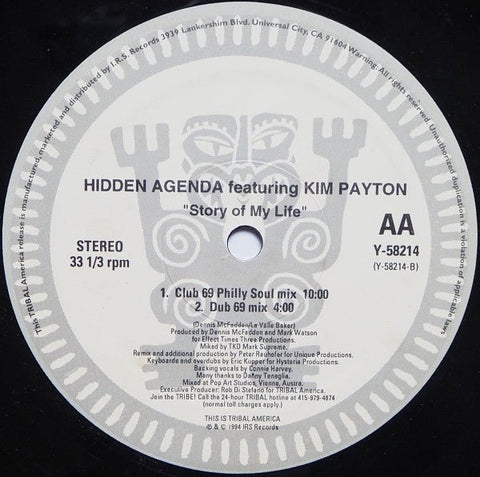 This TRIBAL America release is manufactured, marketed and distributed by I.R.S. Records 3939 Lankershim Blvd. Universal City, CA 91604 Warning: All rights reserved. Unauthorized duplication is a violation of applicable laws
HIDDEN AGENDA featuring KIM PAYTON
"Story of My Life"
STEREO
33 1/3 rpm
AA
Y-58214
(Y-58214-B)
1. Club 69 Philly Soul mix 10:00
2. Dub 69 mix 4:00
(Dennis McFadden/La Valle Baker)
Produced by Dennis McFadden and Mark Watson
for Effect Times Three Productions.
Mixed by TKD Mark Supreme.
Remix and additional production by Peter Rauhofer for Unique Productions.
Keyboards and overdubs by Eric Kupper for Hysteria Productions.
Backing vocals by Connie Harvey.
Many thanks to Danny Teneglia.
Mixed at Pop Art Studios, Vienna, Austra.
Executive Producer: Rob Di Stefano for TRIBAL America.
Join the TRIBE! Call the 24-hour TRIBAL hotline at 415-979-4874
(normal toll charges apply).
THIS IS TRIBAL AMERICA
℗ & © 1994 IRS Records